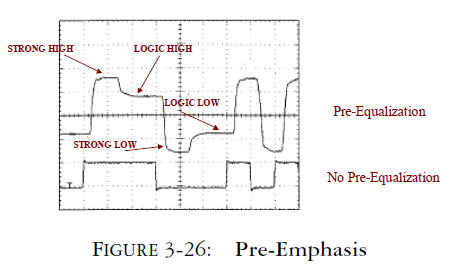 STRONG HIGH
LOGIC HIGH
LOGIC LOW
Pre-Equalization
STRONG LOW
No Pre-Equalization
FIGURE 3-26: Pre-Emphasis